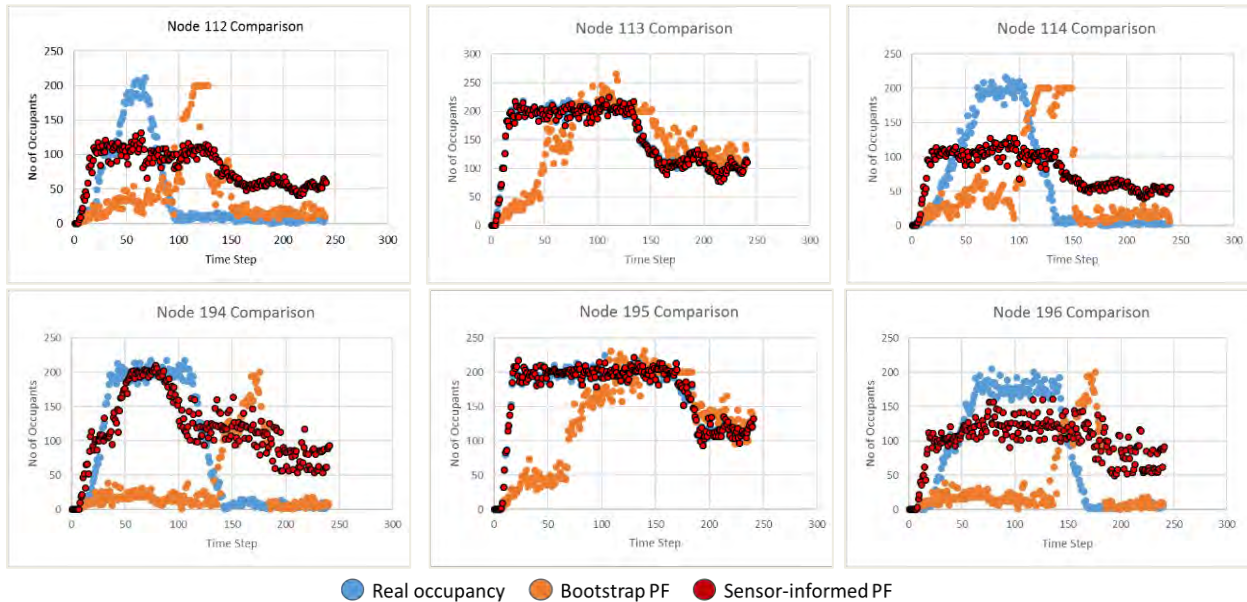 Node 112 Comparison
No of Occupants
250
200
150
100
50
0
0 50 100 150 200 250 300
Time Step
Node 113 Comparison
No of Occupants
300
250
200
150
100
50
0
0 50 100 150 200 250 300
Time Step
Node 114 Comparison
No of Occupants
250
200
150
100
50
0
0 50 100 150 200 250 300
Time Step
Node 194 Comparison
No of Occupants
250
200
150
100
50
0
0 50 100 150 200 250 300
Time Step
Node 195 Comparison
No of Occupants
250
200
150
100
50
0
0 50 100 150 200 250 300
Time Step
Node 196 Comparison
No of Occupants
250
200
150
100
50
0
0 50 100 150 200 250 300
Time Step
Real occupancy Bootstrap PF Sensor-informed PF